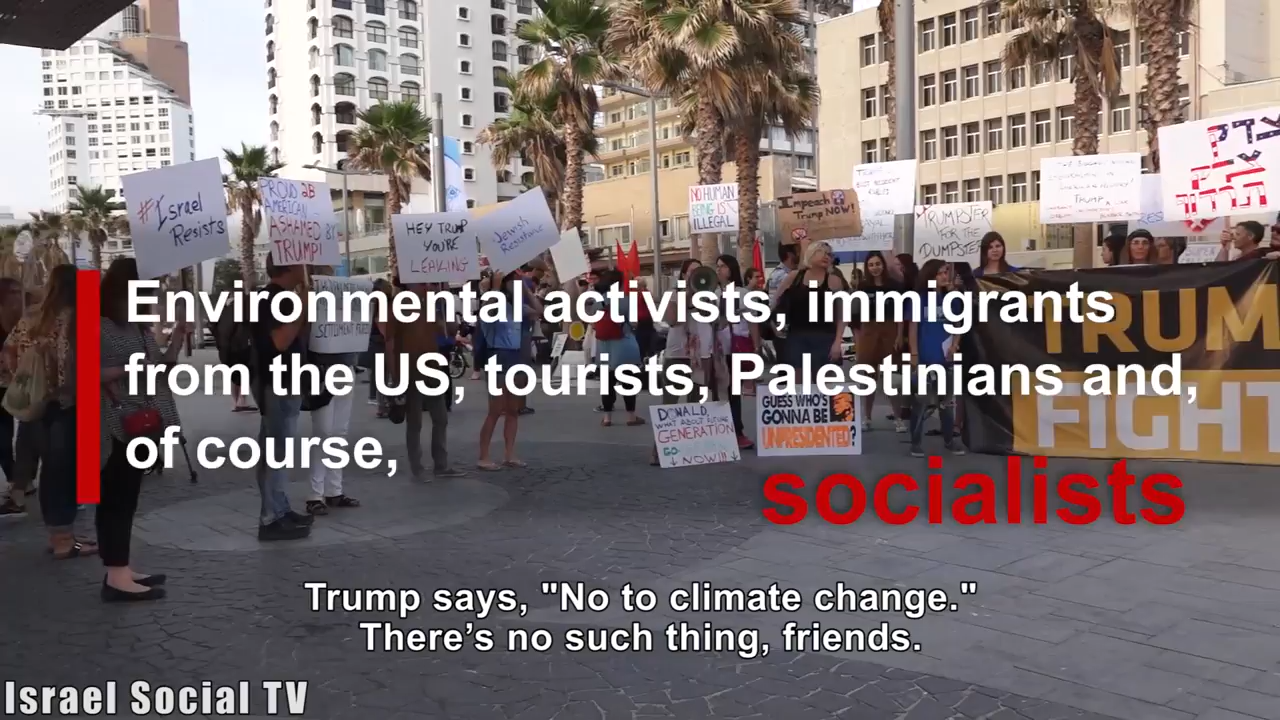 #Israel
Resists
PROUD 2B
AMERICAN
ASHAMED BY
TRUMP!
HEY TRUMP
YOU'RE
LEAKING
Jewish
Resistance
NO HUMAN
BEING IS
ILLEGAL
Impeach
Trump NOW!
TRUMPSTER
FOR THE
DUMPSTER
TRUM
FIGHT
Environmental activists, immigrants
from the US, tourists, Palestinians and,
of course,
socialists
DONALD,
WHAT ABOUT FUTURE
GENERATION
GO
NOW!!!
GUESS WHO'S
GONNA BE
UNPRESIDENTED?
Trump says, "No to climate change."
There's no such thing, friends.
Israel Social TV